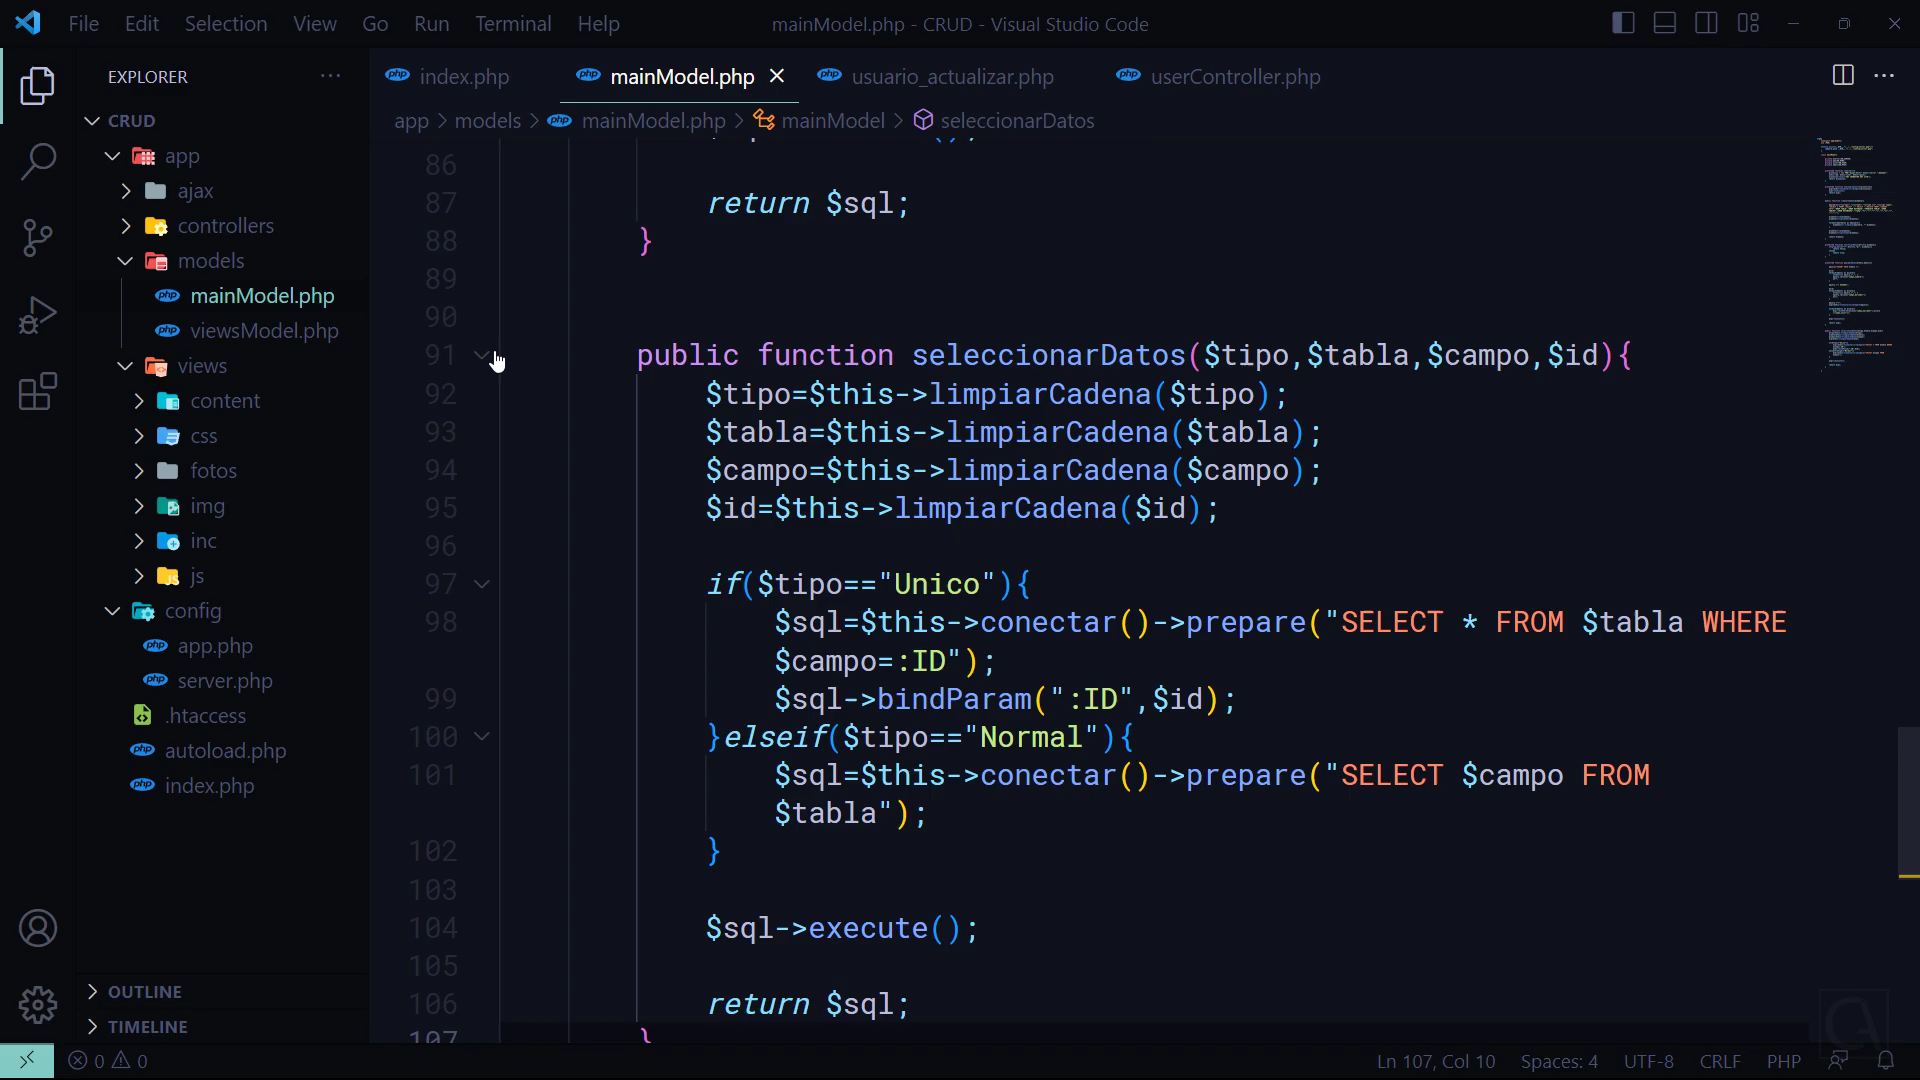 File Edit Selection View Go Run Terminal Help
mainModel.php - CRUD - Visual Studio Code
EXPLORER
CRUD
app
ajax
controllers
models
mainModel.php
viewsModel.php
views
content
css
fotos
img
inc
js
config
app.php
server.php
.htaccess
autoload.php
index.php
OUTLINE
TIMELINE
index.php mainModel.php usuario_actualizar.php userController.php
app > models > mainModel.php > mainModel > seleccionarDatos
86
87 return $sql;
88 }
89
90
91 public function seleccionarDatos($tipo,$tabla,$campo,$id){
92 $tipo=$this->limpiarCadena($tipo);
93 $tabla=$this->limpiarCadena($tabla);
94 $campo=$this->limpiarCadena($campo);
95 $id=$this->limpiarCadena($id);
96
97 if($tipo=="Unico"){
98 $sql=$this->conectar()->prepare("SELECT * FROM $tabla WHERE
$campo=:ID");
99 $sql->bindParam(":ID",$id);
100 }elseif($tipo=="Normal"){
101 $sql=$this->conectar()->prepare("SELECT $campo FROM
$tabla");
102 }
103
104 $sql->execute();
105
106 return $sql;
107 }
0 0
Ln 107, Col 10 Spaces: 4 UTF-8 CRLF PHP